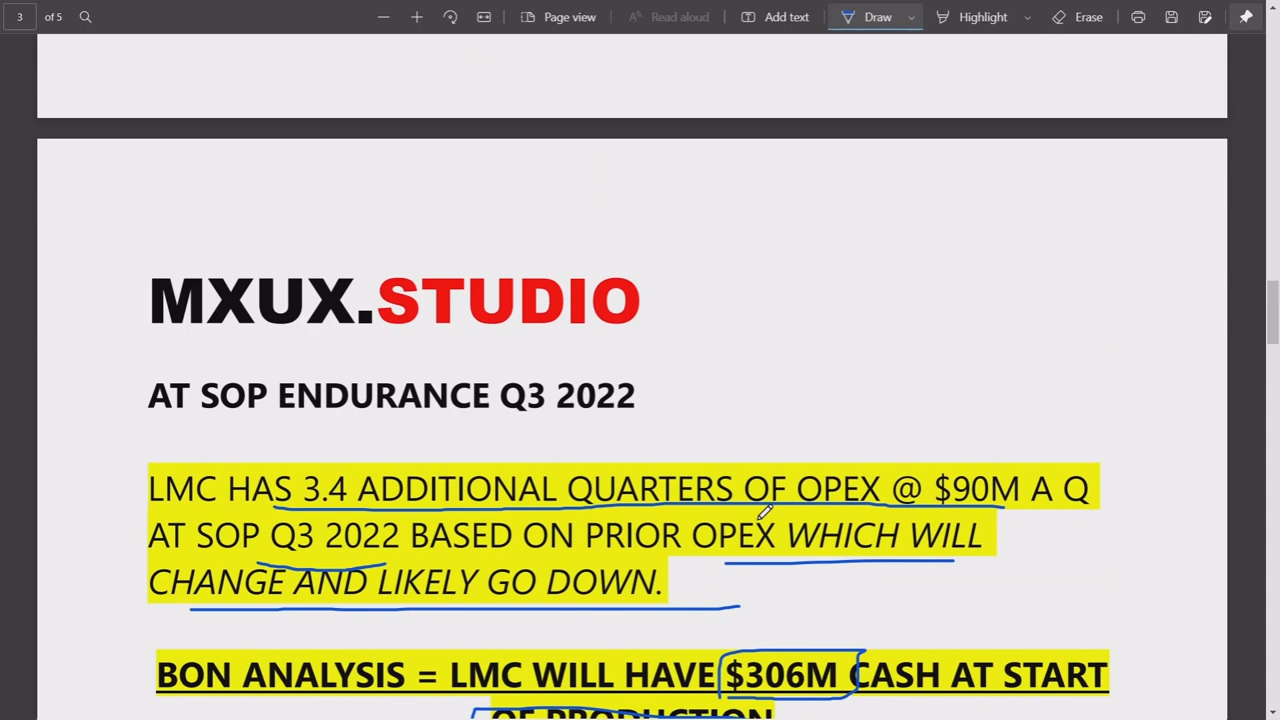 3 of 5 Page view Read aloud Add text Draw Highlight Erase
MXUX.STUDIO
AT SOP ENDURANCE Q3 2022
LMC HAS 3.4 ADDITIONAL QUARTERS OF OPEX @ $90M A Q
AT SOP Q3 2022 BASED ON PRIOR OPEX WHICH WILL
CHANGE AND LIKELY GO DOWN.
BON ANALYSIS = LMC WILL HAVE $306M CASH AT START
OF PRODUCTION